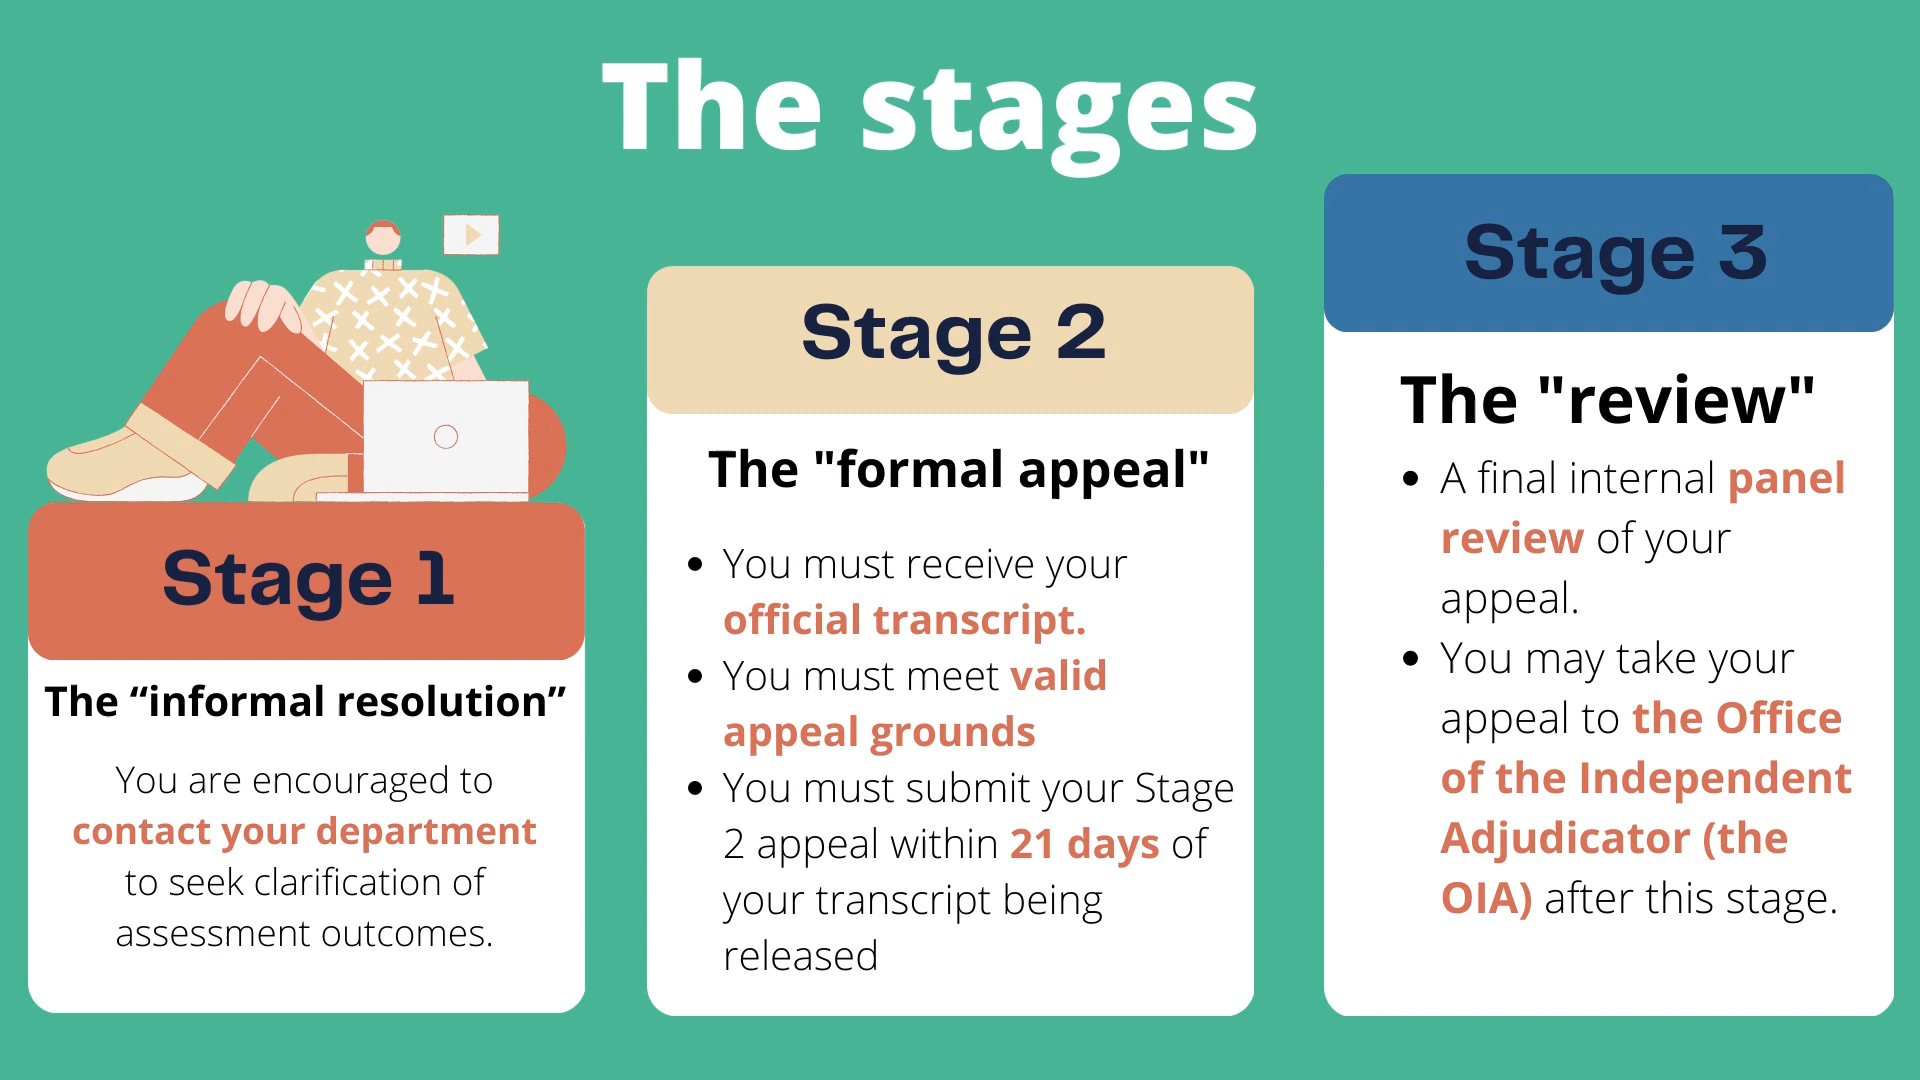 The stages
Stage 1
The “informal resolution”
You are encouraged to
contact your department
to seek clarification of
assessment outcomes.
Stage 2
The "formal appeal"
• You must receive your
official transcript.
• You must meet valid
appeal grounds
• You must submit your Stage
2 appeal within 21 days of
your transcript being
released
Stage 3
The "review"
• A final internal panel
review of your
appeal.
• You may take your
appeal to the Office
of the Independent
Adjudicator (the
OIA) after this stage.